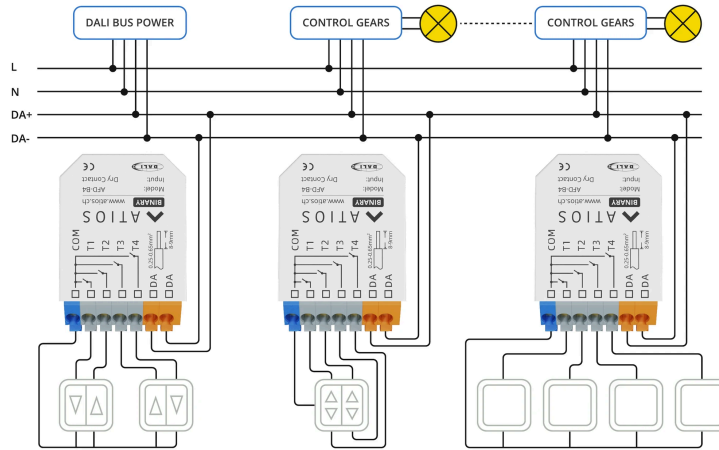 DALI BUS POWER
CONTROL GEARS
CONTROL GEARS
L
N
DA+
DA-
CE
DALI
Input: Dry Contact
Model: AFD-B4
BINARY
www.atios.ch
ATIOS
COM
T1
T2
T3
T4
0.25-0.65mm²
8-9mm
DA
DA
CE
DALI
Input: Dry Contact
Model: AFD-B4
BINARY
www.atios.ch
ATIOS
COM
T1
T2
T3
T4
0.25-0.65mm²
8-9mm
DA
DA
CE
DALI
Input: Dry Contact
Model: AFD-B4
BINARY
www.atios.ch
ATIOS
COM
T1
T2
T3
T4
0.25-0.65mm²
8-9mm
DA
DA